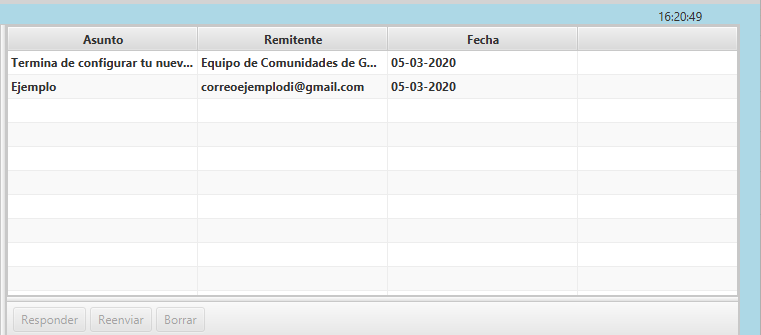 16:20:49
Asunto Remitente Fecha
Termina de configurar tu nuev... Equipo de Comunidades de G... 05-03-2020
Ejemplo correoejemplodi@gmail.com 05-03-2020
Responder Reenviar Borrar